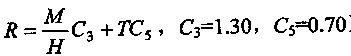 R = M/H C₃ + TC₅ , C₃=1.30, C₅=0.70